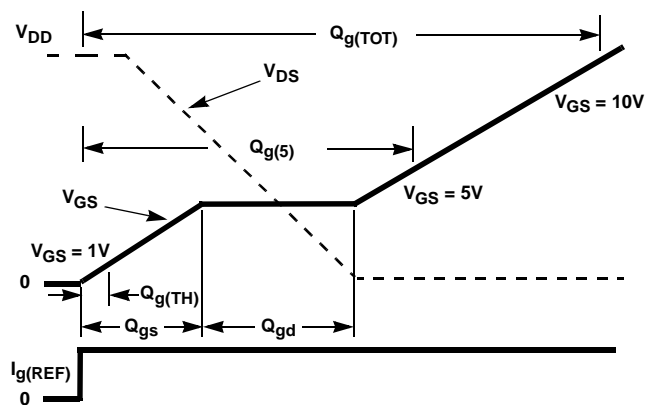 V_DD
Q_g(TOT)
V_DS
V_GS = 10V
Q_g(5)
V_GS
V_GS = 5V
V_GS = 1V
0
Q_g(TH)
Q_gs
Q_gd
I_g(REF)
0